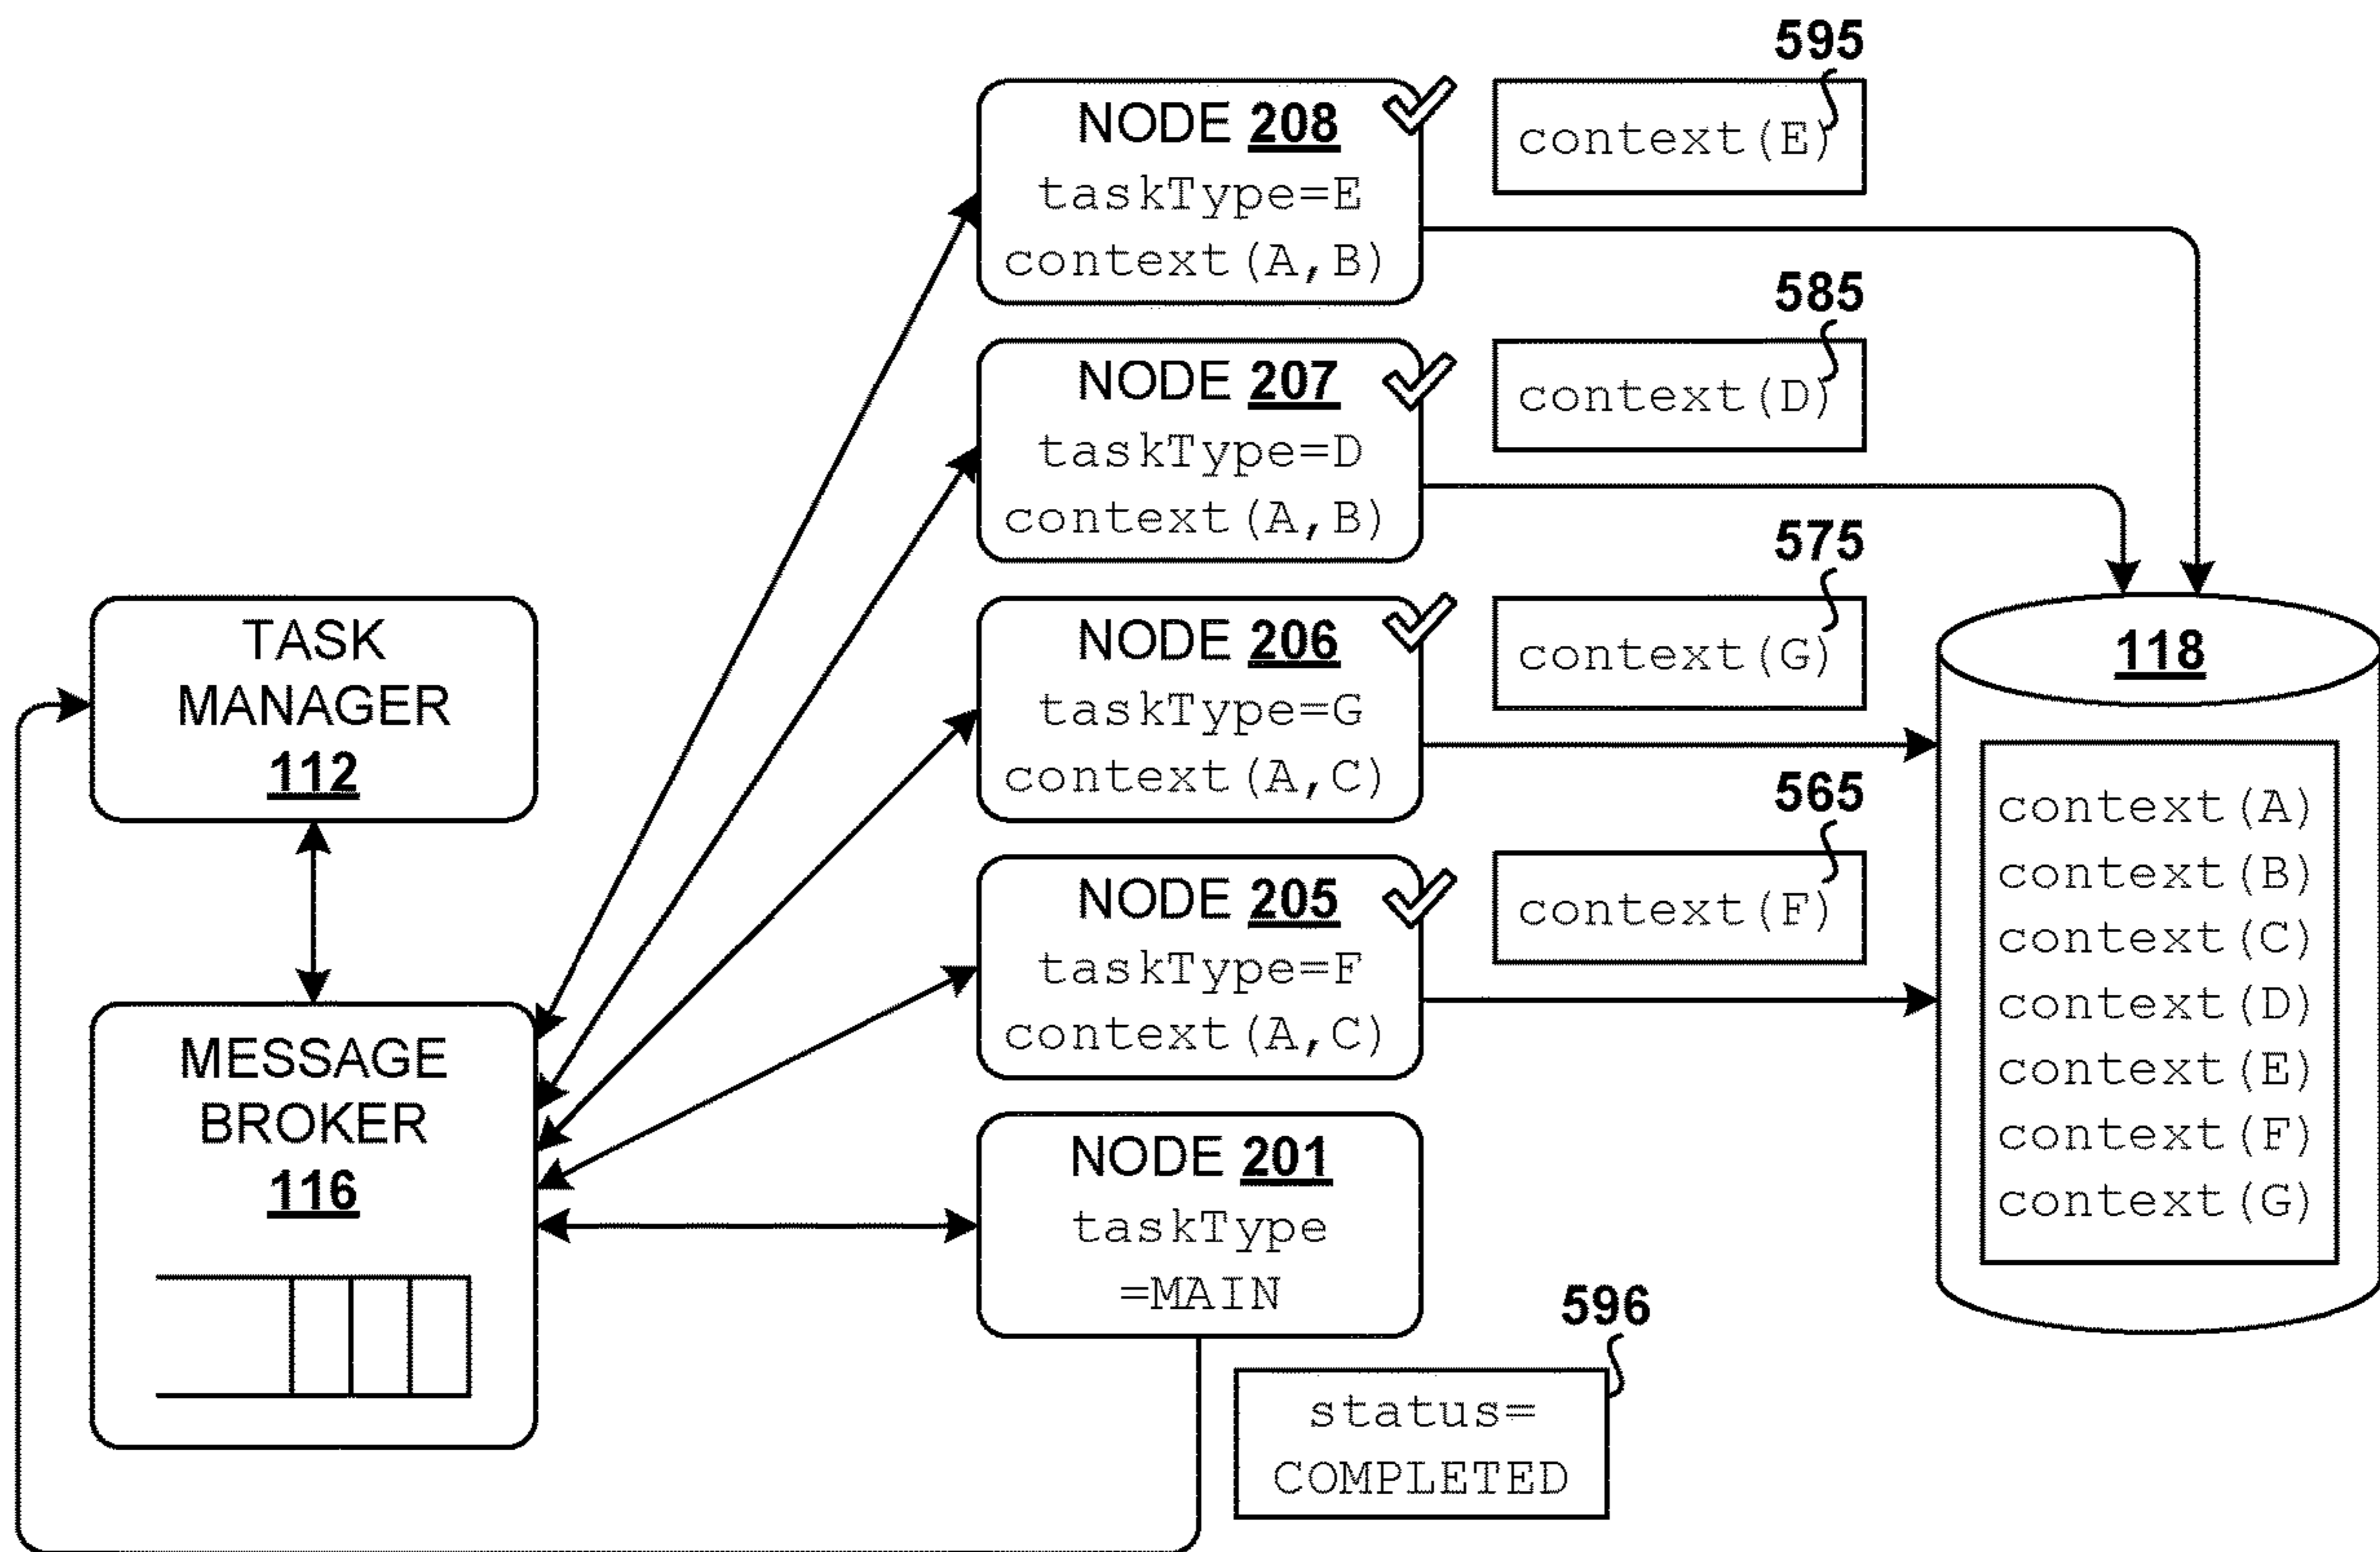 595
NODE 208
taskType=E
context(A,B)
context(E)
585
NODE 207
taskType=D
context(A,B)
context(D)
575
NODE 206
taskType=G
context(A,C)
context(G)
565
NODE 205
taskType=F
context(A,C)
context(F)
NODE 201
taskType
=MAIN
596
status=
COMPLETED
TASK
MANAGER
112
MESSAGE
BROKER
116
118
context(A)
context(B)
context(C)
context(D)
context(E)
context(F)
context(G)